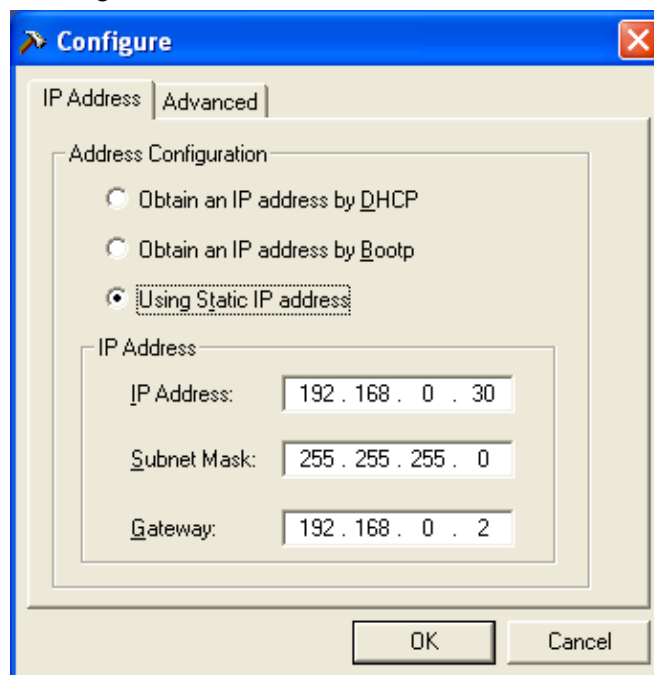 Configure
IP Address Advanced
Address Configuration
Obtain an IP address by DHCP
Obtain an IP address by Bootp
Using Static IP address
IP Address
IP Address: 192 . 168 . 0 . 30
Subnet Mask: 255 . 255 . 255 . 0
Gateway: 192 . 168 . 0 . 2
OK Cancel